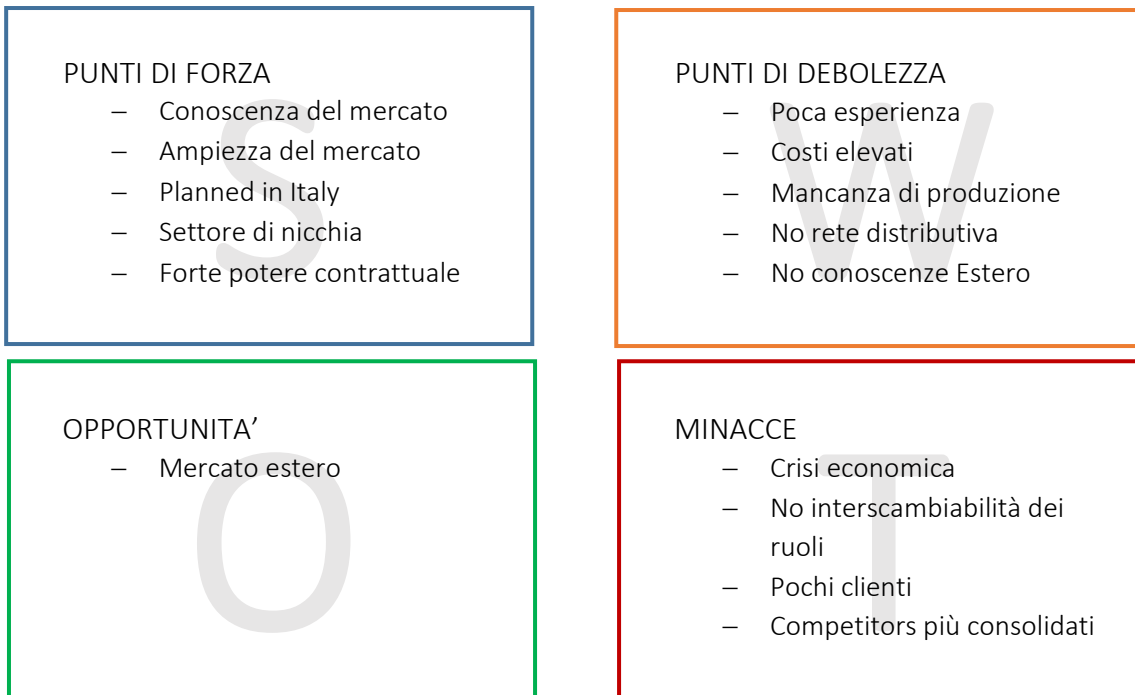 PUNTI DI FORZA
– Conoscenza del mercato
– Ampiezza del mercato
– Planned in Italy
– Settore di nicchia
– Forte potere contrattuale
S
PUNTI DI DEBOLEZZA
– Poca esperienza
– Costi elevati
– Mancanza di produzione
– No rete distributiva
– No conoscenze Estero
W
OPPORTUNITA’
– Mercato estero
O
MINACCE
– Crisi economica
– No interscambiabilità dei
ruoli
– Pochi clienti
– Competitors più consolidati
T